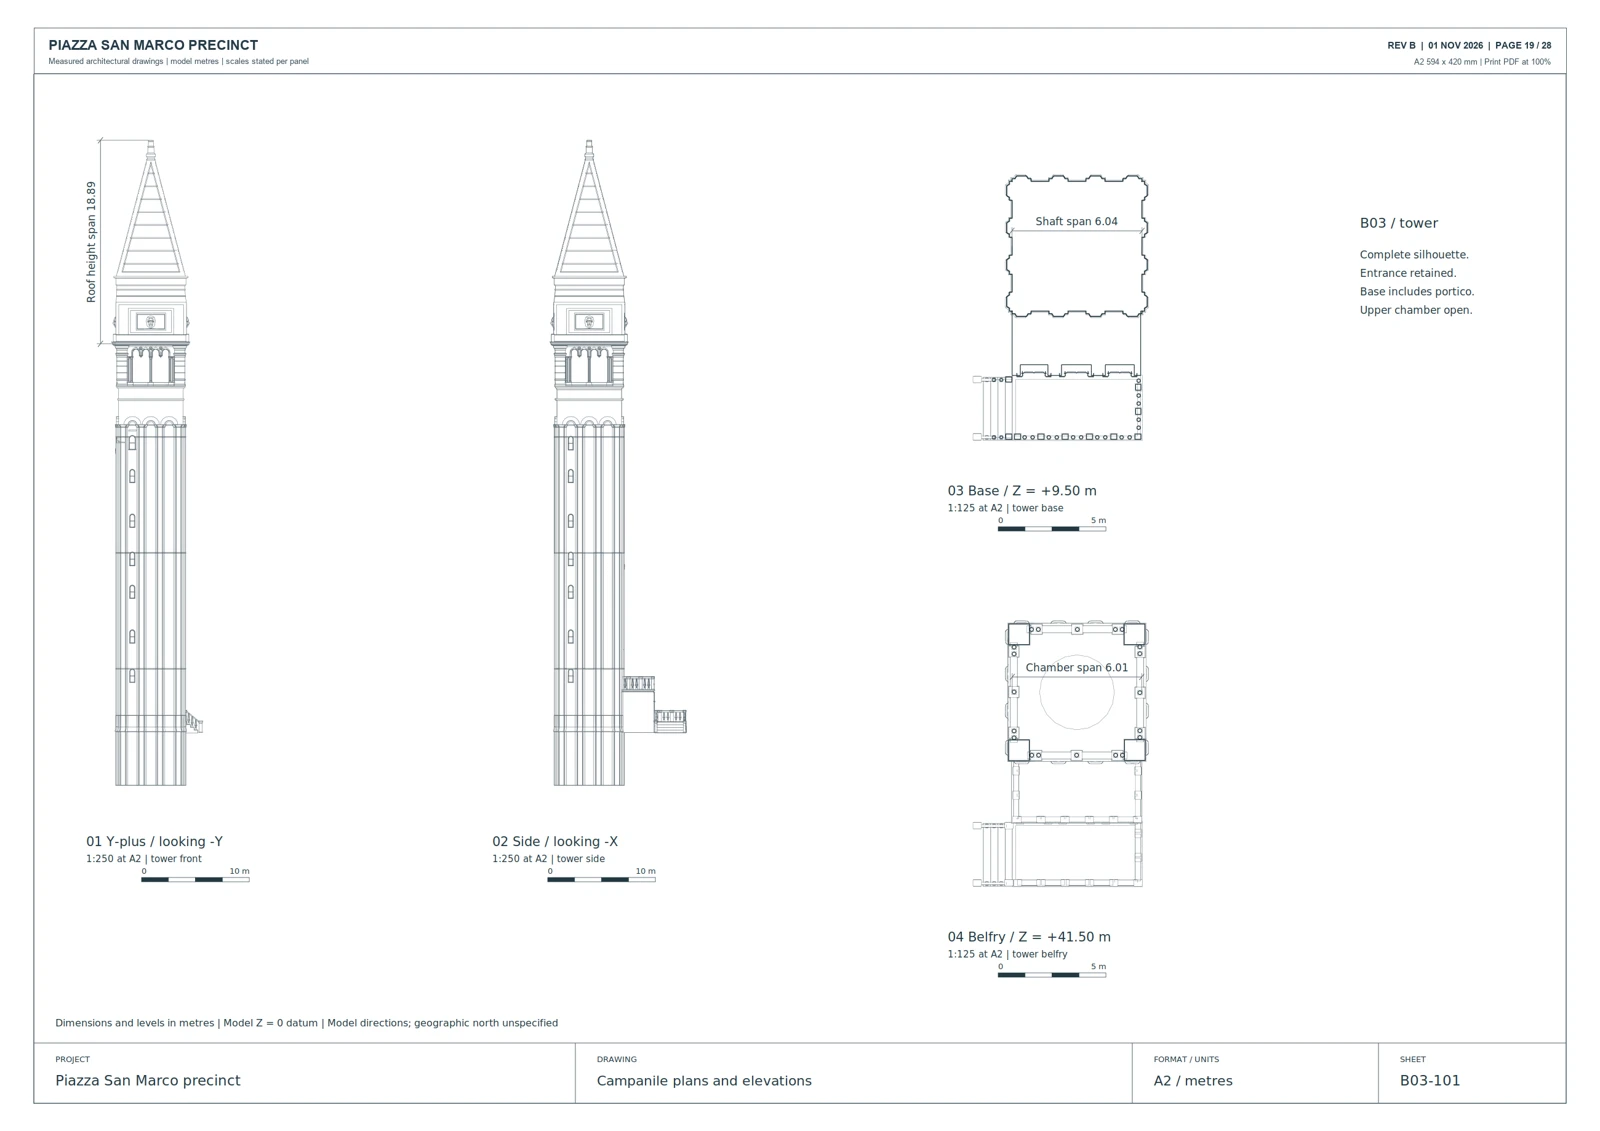 PIAZZA SAN MARCO PRECINCT
Measured architectural drawings | model metres | scales stated per panel
REV B | 01 NOV 2026 | PAGE 19 / 28
A2 594 x 420 mm | Print PDF at 100%
Roof height span 18.89
01 Y-plus / looking -Y
1:250 at A2 | tower front
0 10 m
02 Side / looking -X
1:250 at A2 | tower side
0 10 m
Shaft span 6.04
03 Base / Z = +9.50 m
1:125 at A2 | tower base
0 5 m
Chamber span 6.01
04 Belfry / Z = +41.50 m
1:125 at A2 | tower belfry
0 5 m
B03 / tower
Complete silhouette.
Entrance retained.
Base includes portico.
Upper chamber open.
Dimensions and levels in metres | Model Z = 0 datum | Model directions; geographic north unspecified
PROJECT
Piazza San Marco precinct
DRAWING
Campanile plans and elevations
FORMAT / UNITS
A2 / metres
SHEET
B03-101